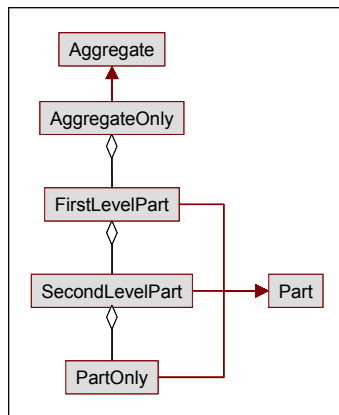 Aggregate
AggregateOnly
FirstLevelPart
SecondLevelPart
Part
PartOnly